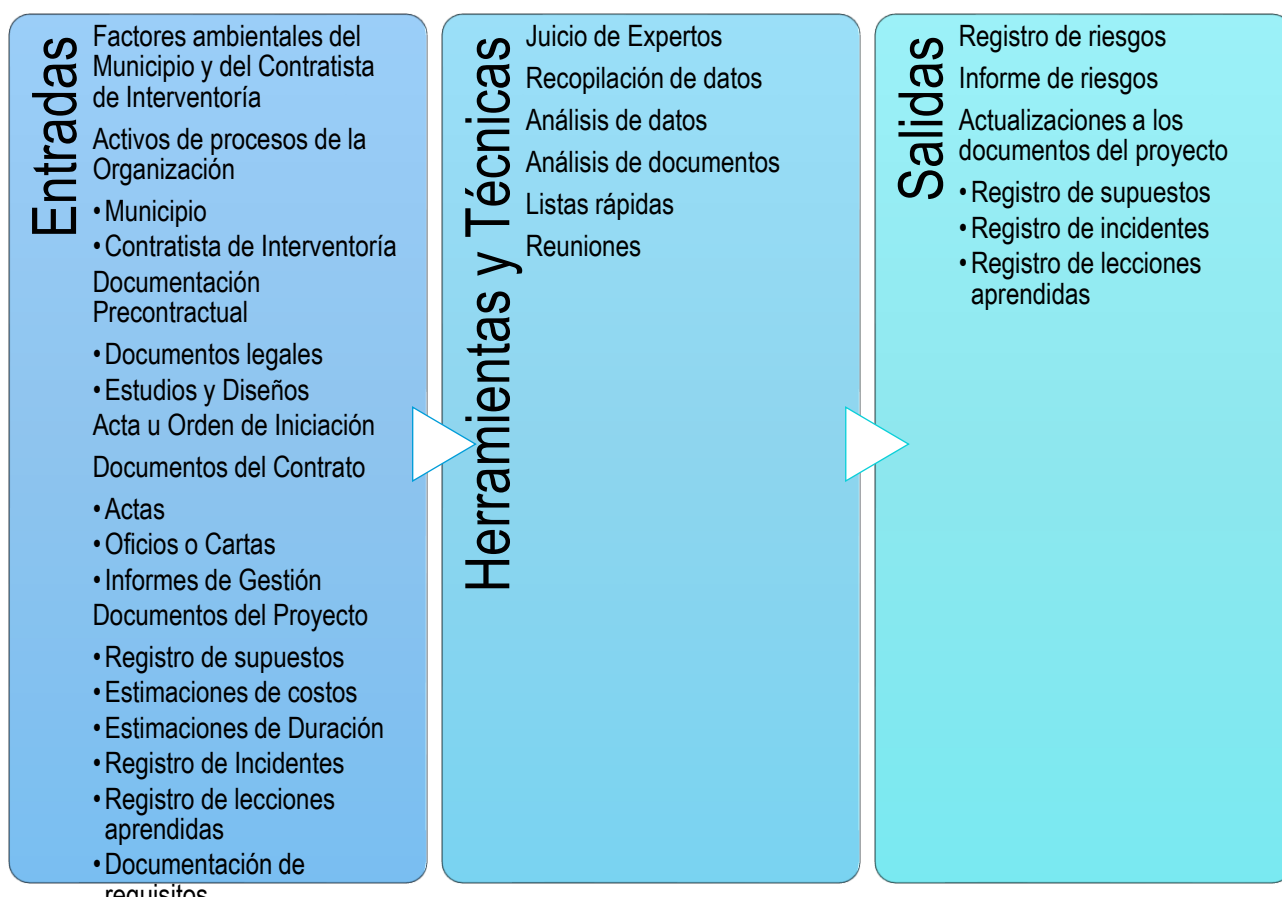 Entradas
Factores ambientales del
Municipio y del Contratista
de Interventoría
Activos de procesos de la
Organización
• Municipio
• Contratista de Interventoría
Documentación
Precontractual
• Documentos legales
• Estudios y Diseños
Acta u Orden de Iniciación
Documentos del Contrato
• Actas
• Oficios o Cartas
• Informes de Gestión
Documentos del Proyecto
• Registro de supuestos
• Estimaciones de costos
• Estimaciones de Duración
• Registro de Incidentes
• Registro de lecciones
aprendidas
• Documentación de
requisitos
Herramientas y Técnicas
Juicio de Expertos
Recopilación de datos
Análisis de datos
Análisis de documentos
Listas rápidas
Reuniones
Salidas
Registro de riesgos
Informe de riesgos
Actualizaciones a los
documentos del proyecto
• Registro de supuestos
• Registro de incidentes
• Registro de lecciones
aprendidas